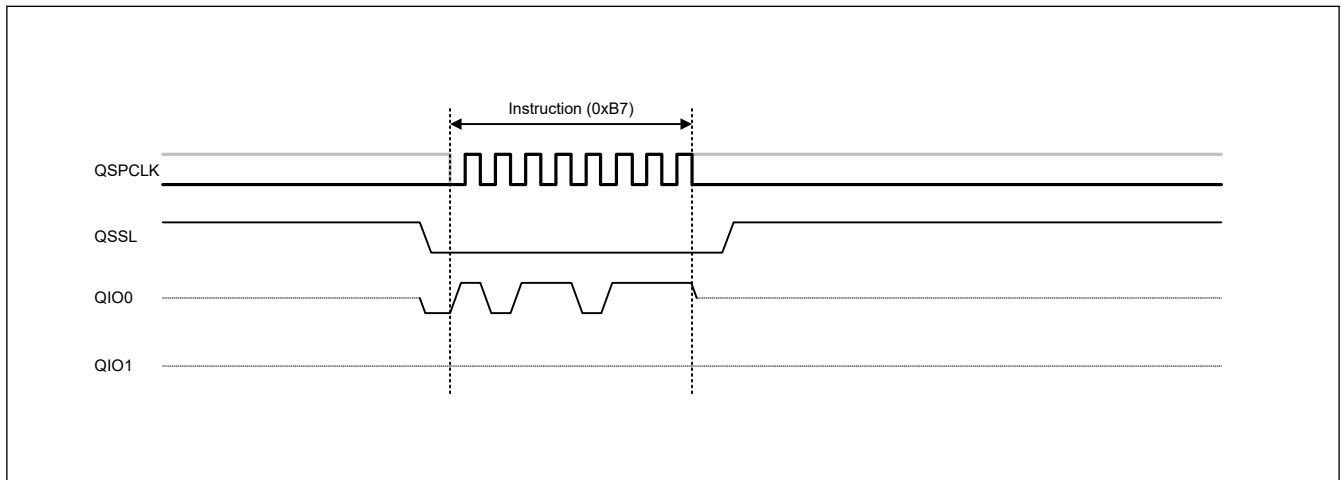 Instruction (0xB7)
QSPCLK
QSSL
QIO0
QIO1